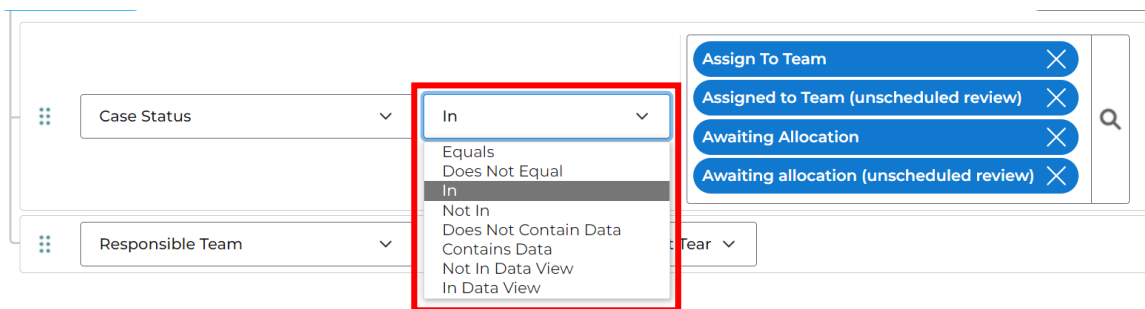 Case Status
In
Assign To Team
Assigned to Team (unscheduled review)
Awaiting Allocation
Awaiting allocation (unscheduled review)
Equals
Does Not Equal
In
Not In
Does Not Contain Data
Contains Data
Not In Data View
In Data View
Responsible Team